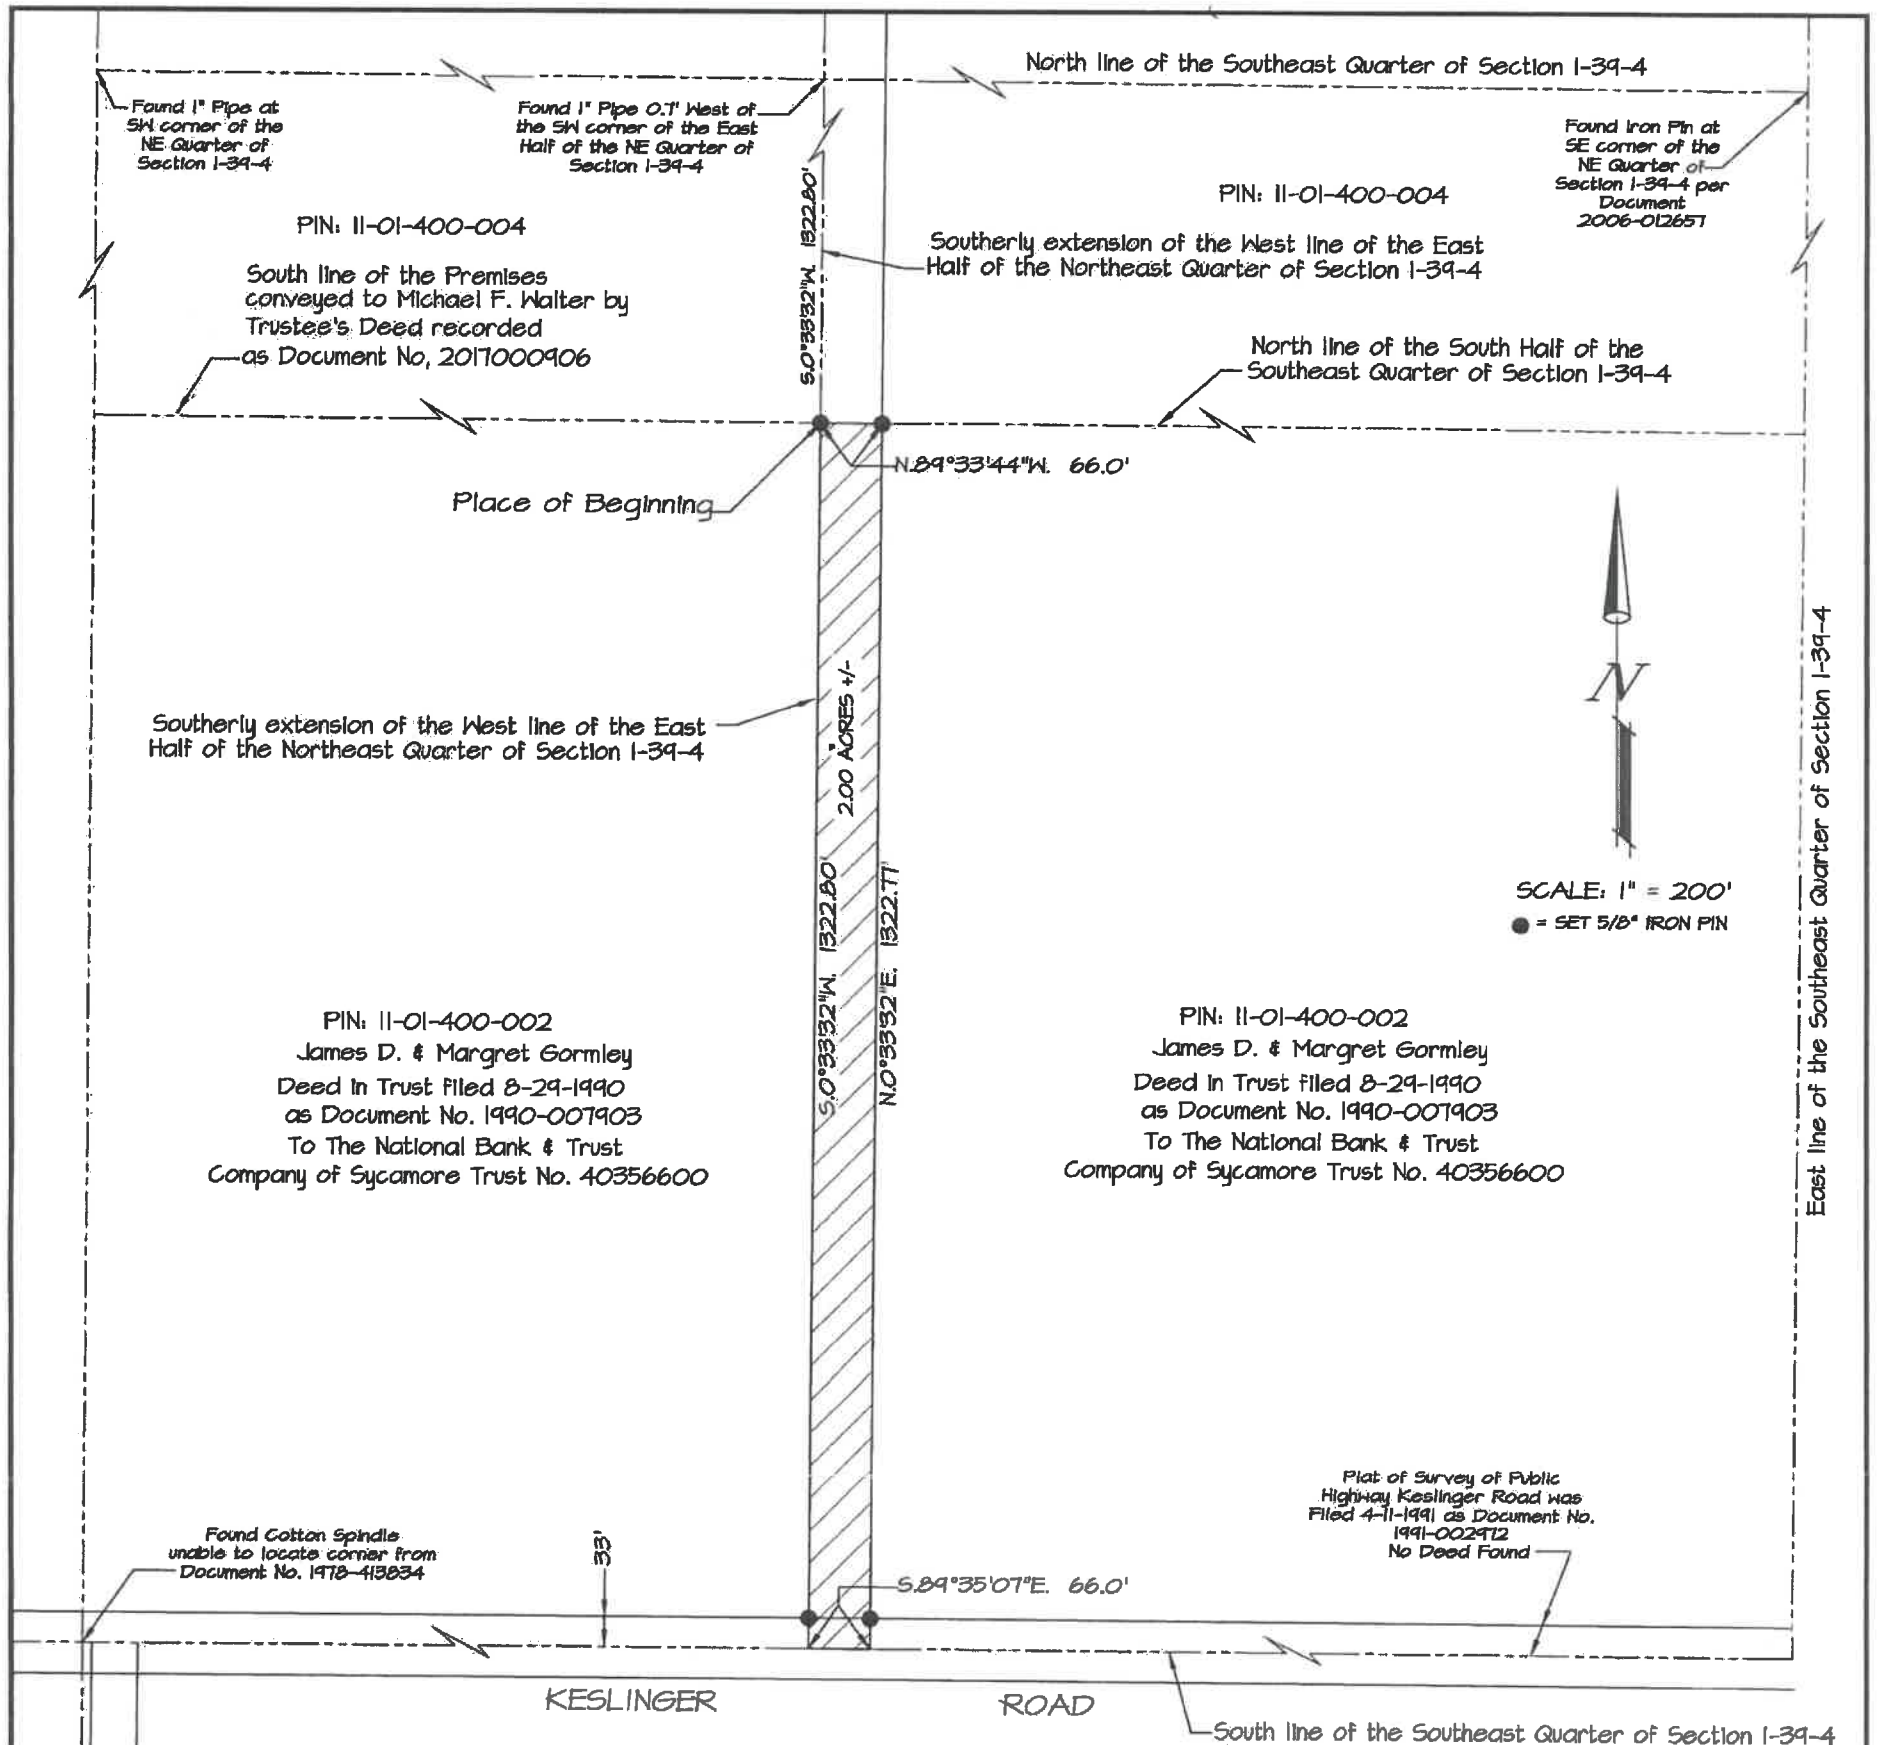 North line of the Southeast Quarter of Section 1-39-4
Found 1" Pipe at
SW corner of the
NE Quarter of
Section 1-39-4
Found 1" Pipe 0.7' West of
the SW corner of the East
Half of the NE Quarter of
Section 1-39-4
Found Iron Pin at
SE corner of the
NE Quarter of
Section 1-39-4 per
Document
2006-012657
PIN: 11-01-400-004
South line of the Premises
conveyed to Michael F. Walter by
Trustee's Deed recorded
as Document No, 2017000906
S.0°33'32"W. 1322.80'
PIN: 11-01-400-004
Southerly extension of the West line of the East
Half of the Northeast Quarter of Section 1-39-4
North line of the South Half of the
Southeast Quarter of Section 1-39-4
N.89°33'44"W. 66.0'
Place of Beginning
N
Southerly extension of the West line of the East
Half of the Northeast Quarter of Section 1-39-4
2.00 ACRES +/-
S.0°33'32"W. 1322.80'
N.0°33'32"E. 1322.77'
SCALE: 1" = 200'
= SET 5/8" IRON PIN
East line of the Southeast Quarter of Section 1-39-4
PIN: 11-01-400-002
James D. & Margret Gormley
Deed in Trust filed 8-29-1990
as Document No. 1990-007903
To The National Bank & Trust
Company of Sycamore Trust No. 40356600
PIN: 11-01-400-002
James D. & Margret Gormley
Deed in Trust filed 8-29-1990
as Document No. 1990-007903
To The National Bank & Trust
Company of Sycamore Trust No. 40356600
Found Cotton Spindle
unable to locate corner from
Document No. 1978-413834
33'
S.89°35'07"E. 66.0'
Plat of Survey of Public
Highway Keslinger Road was
Filed 4-11-1991 as Document No.
1991-002972
No Deed Found
KESLINGER ROAD
South line of the Southeast Quarter of Section 1-39-4